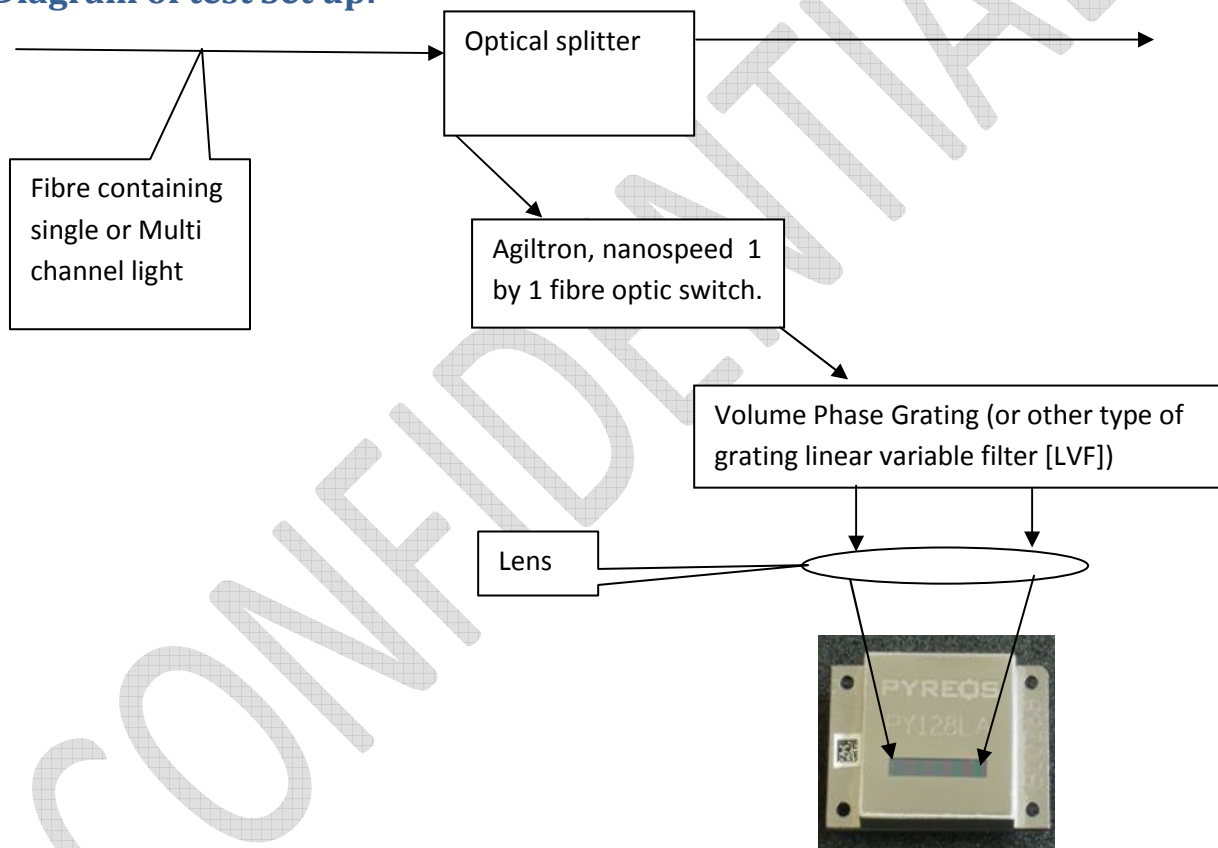 Diagram of test set up:
Optical splitter
Fibre containing
single or Multi
channel light
Agiltron, nanospeed 1
by 1 fibre optic switch.
Volume Phase Grating (or other type of
grating linear variable filter [LVF])
Lens
PYREOS
PY128LA
CONFIDENTIAL